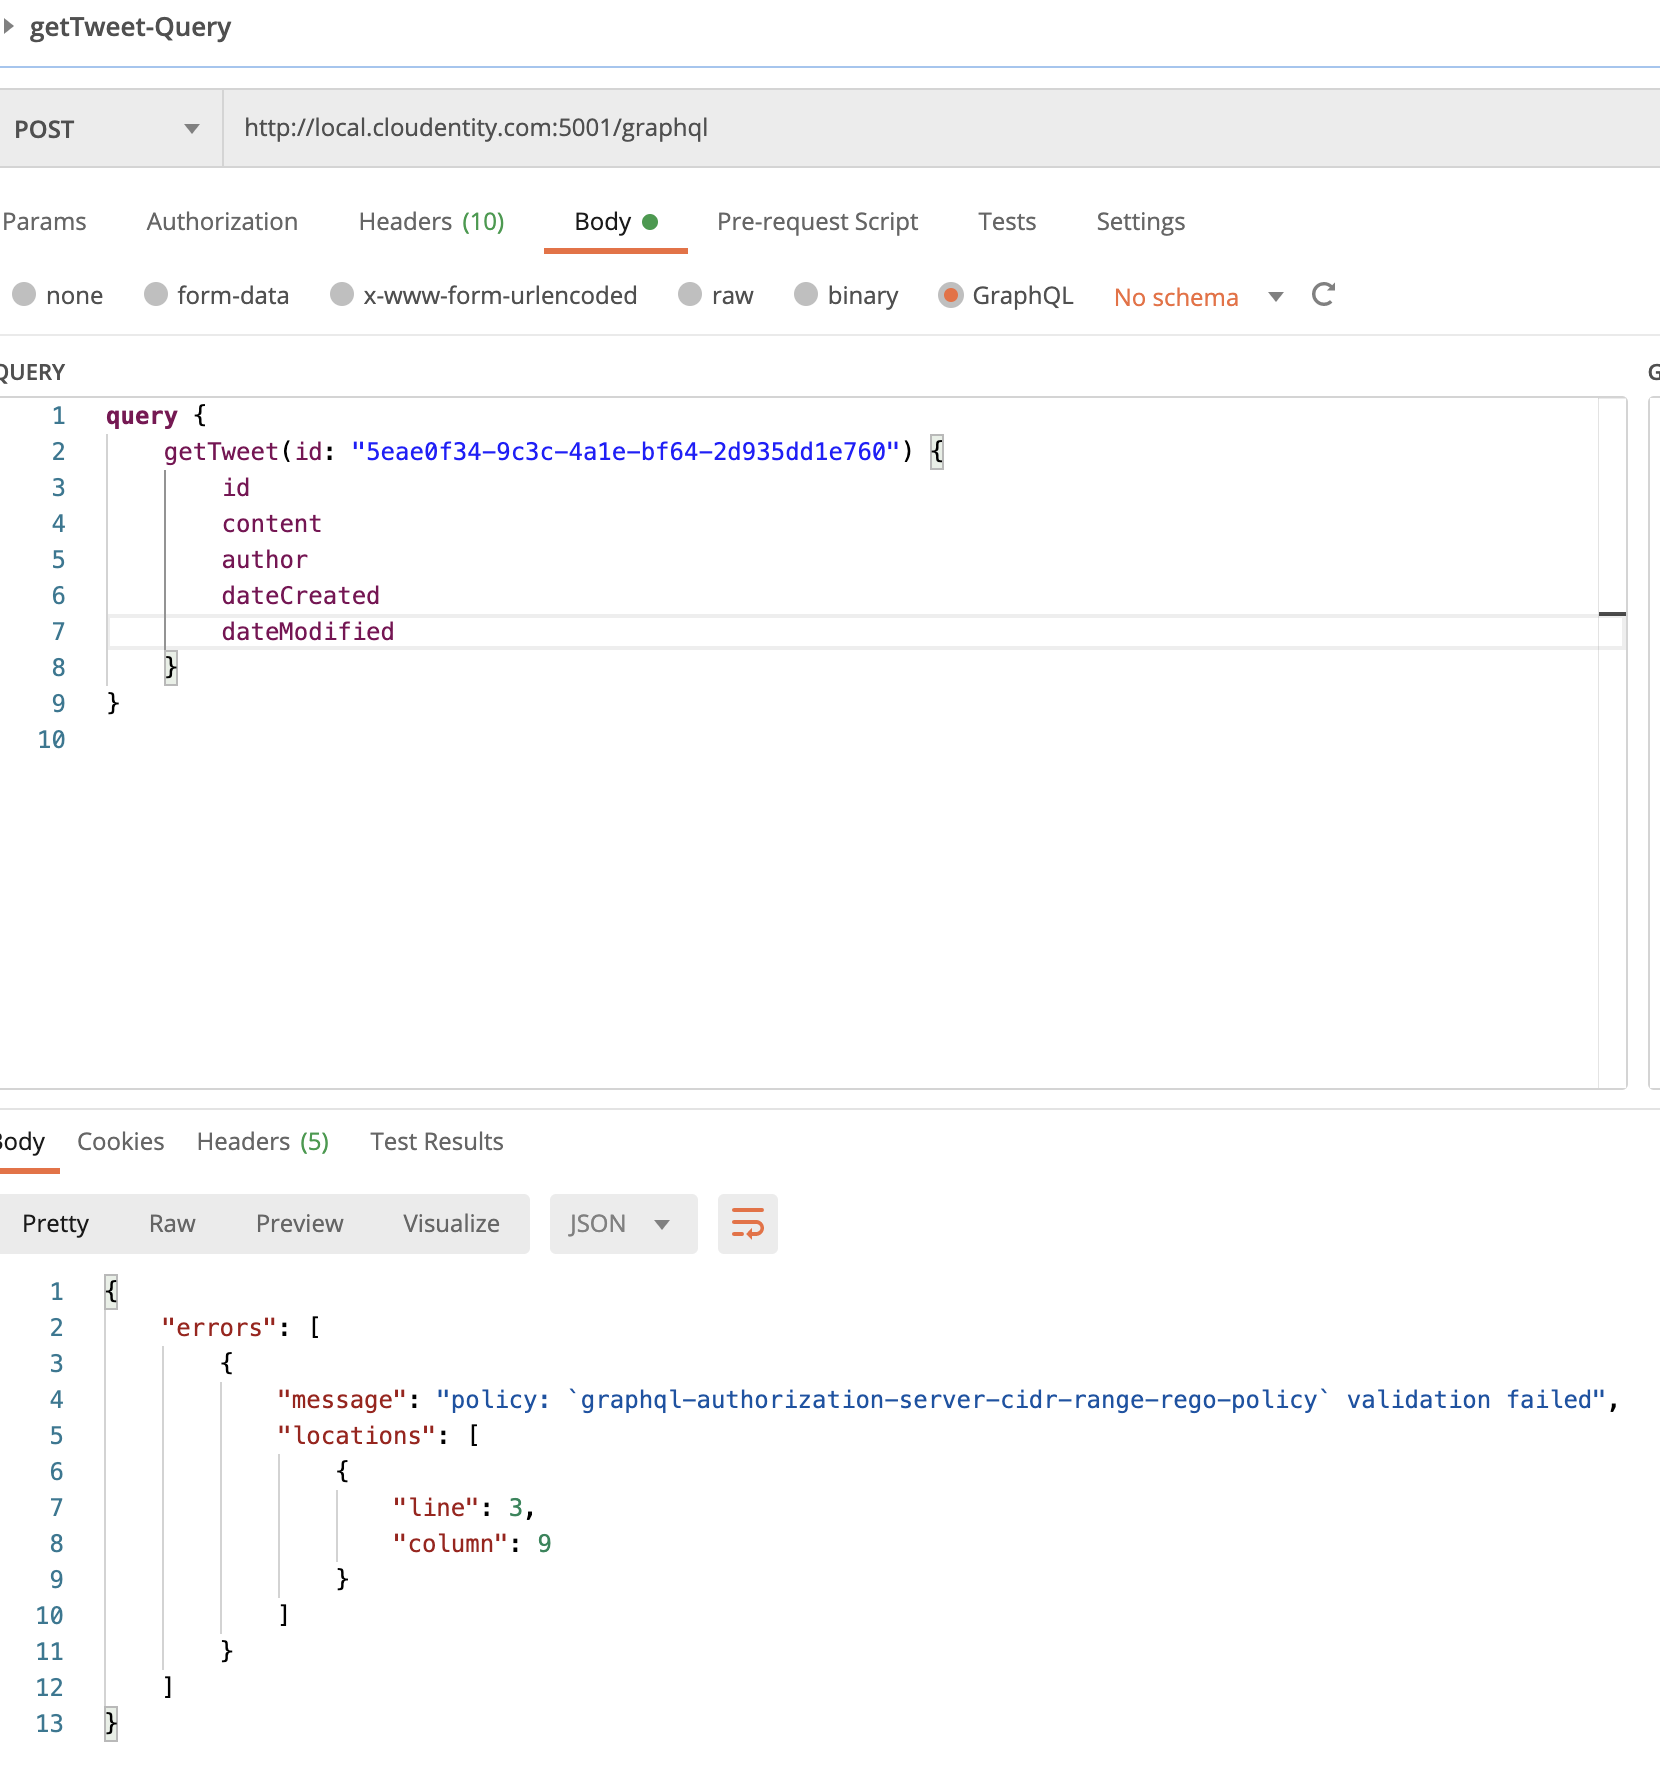 getTweet-Query
POST http://local.cloudentity.com:5001/graphql
Params Authorization Headers (10) Body Pre-request Script Tests Settings
none form-data x-www-form-urlencoded raw binary GraphQL No schema
QUERY
1 query {
2 getTweet(id: "5eae0f34-9c3c-4a1e-bf64-2d935dd1e760") {
3 id
4 content
5 author
6 dateCreated
7 dateModified
8 }
9 }
10
Body Cookies Headers (5) Test Results
Pretty Raw Preview Visualize JSON
1 {
2 "errors": [
3 {
4 "message": "policy: `graphql-authorization-server-cidr-range-rego-policy` validation failed",
5 "locations": [
6 {
7 "line": 3,
8 "column": 9
9 }
10 ]
11 }
12 ]
13 }